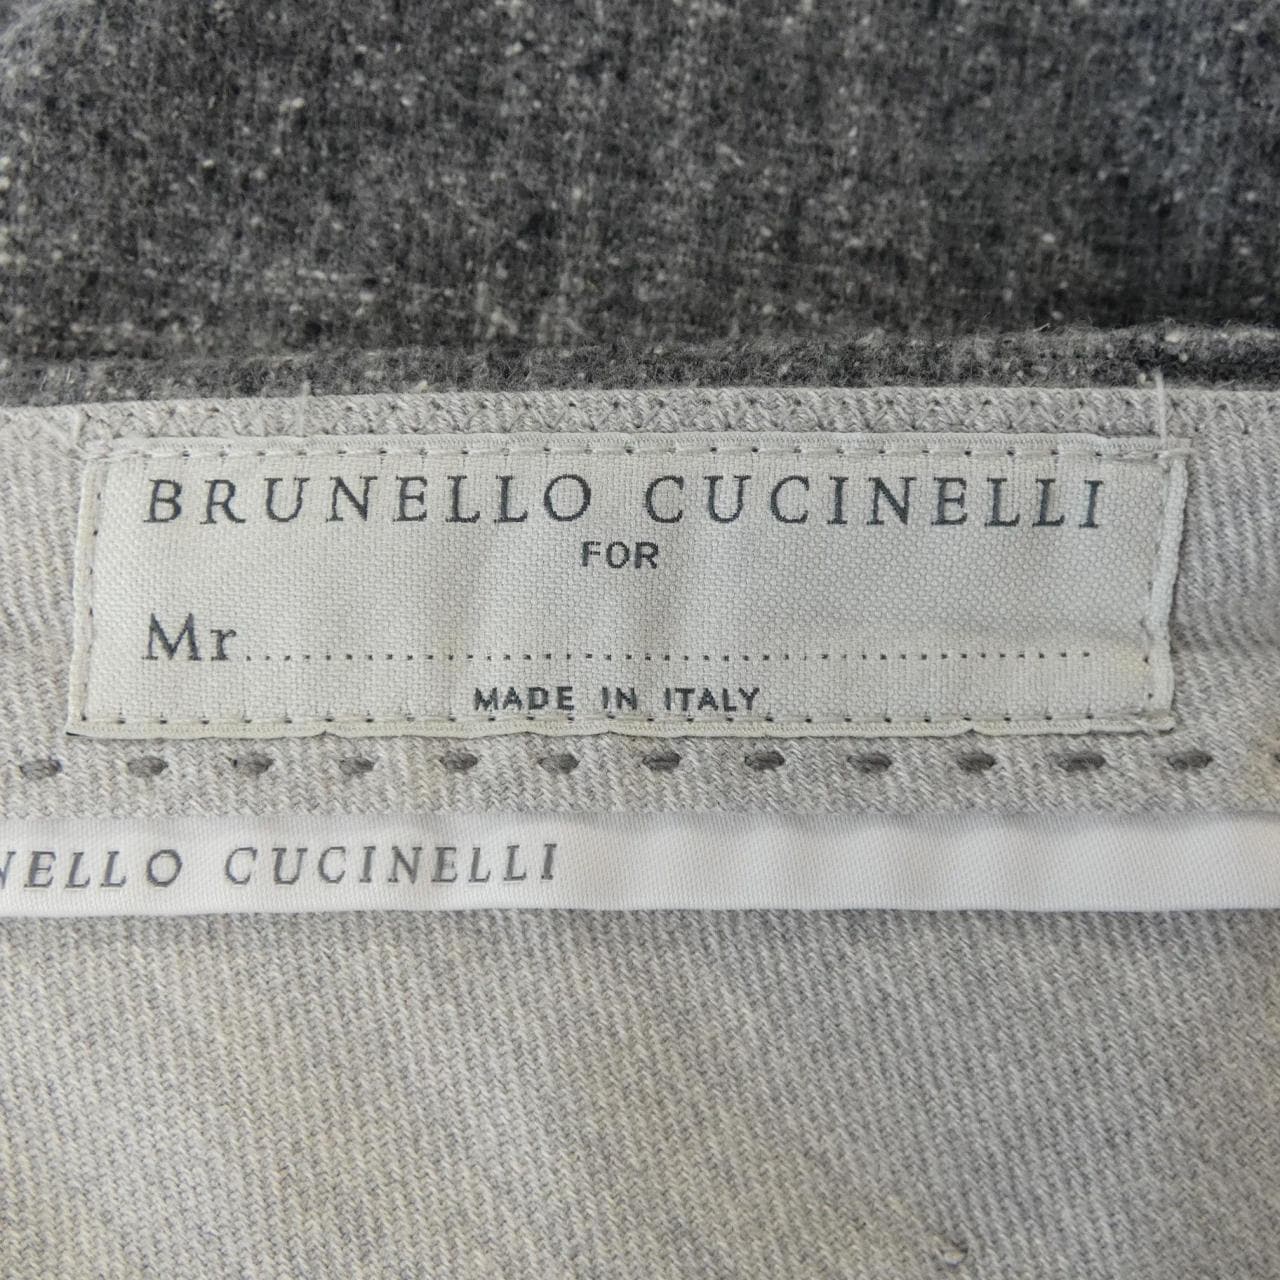 BRUNELLO CUCINELLI
FOR
Mr............................................................
MADE IN ITALY
NELLO CUCINELLI